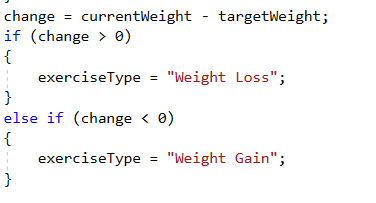 change = currentWeight - targetWeight;
if (change > 0)
{
    exerciseType = "Weight Loss";
}
else if (change < 0)
{
    exerciseType = "Weight Gain";
}